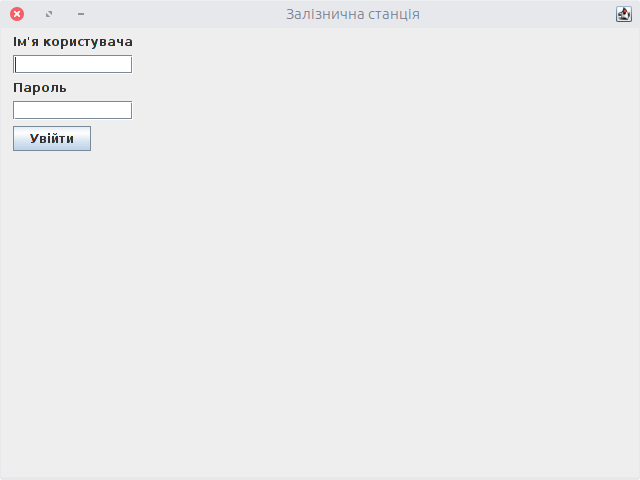 Залізнична станція
Ім'я користувача
Пароль
Увійти